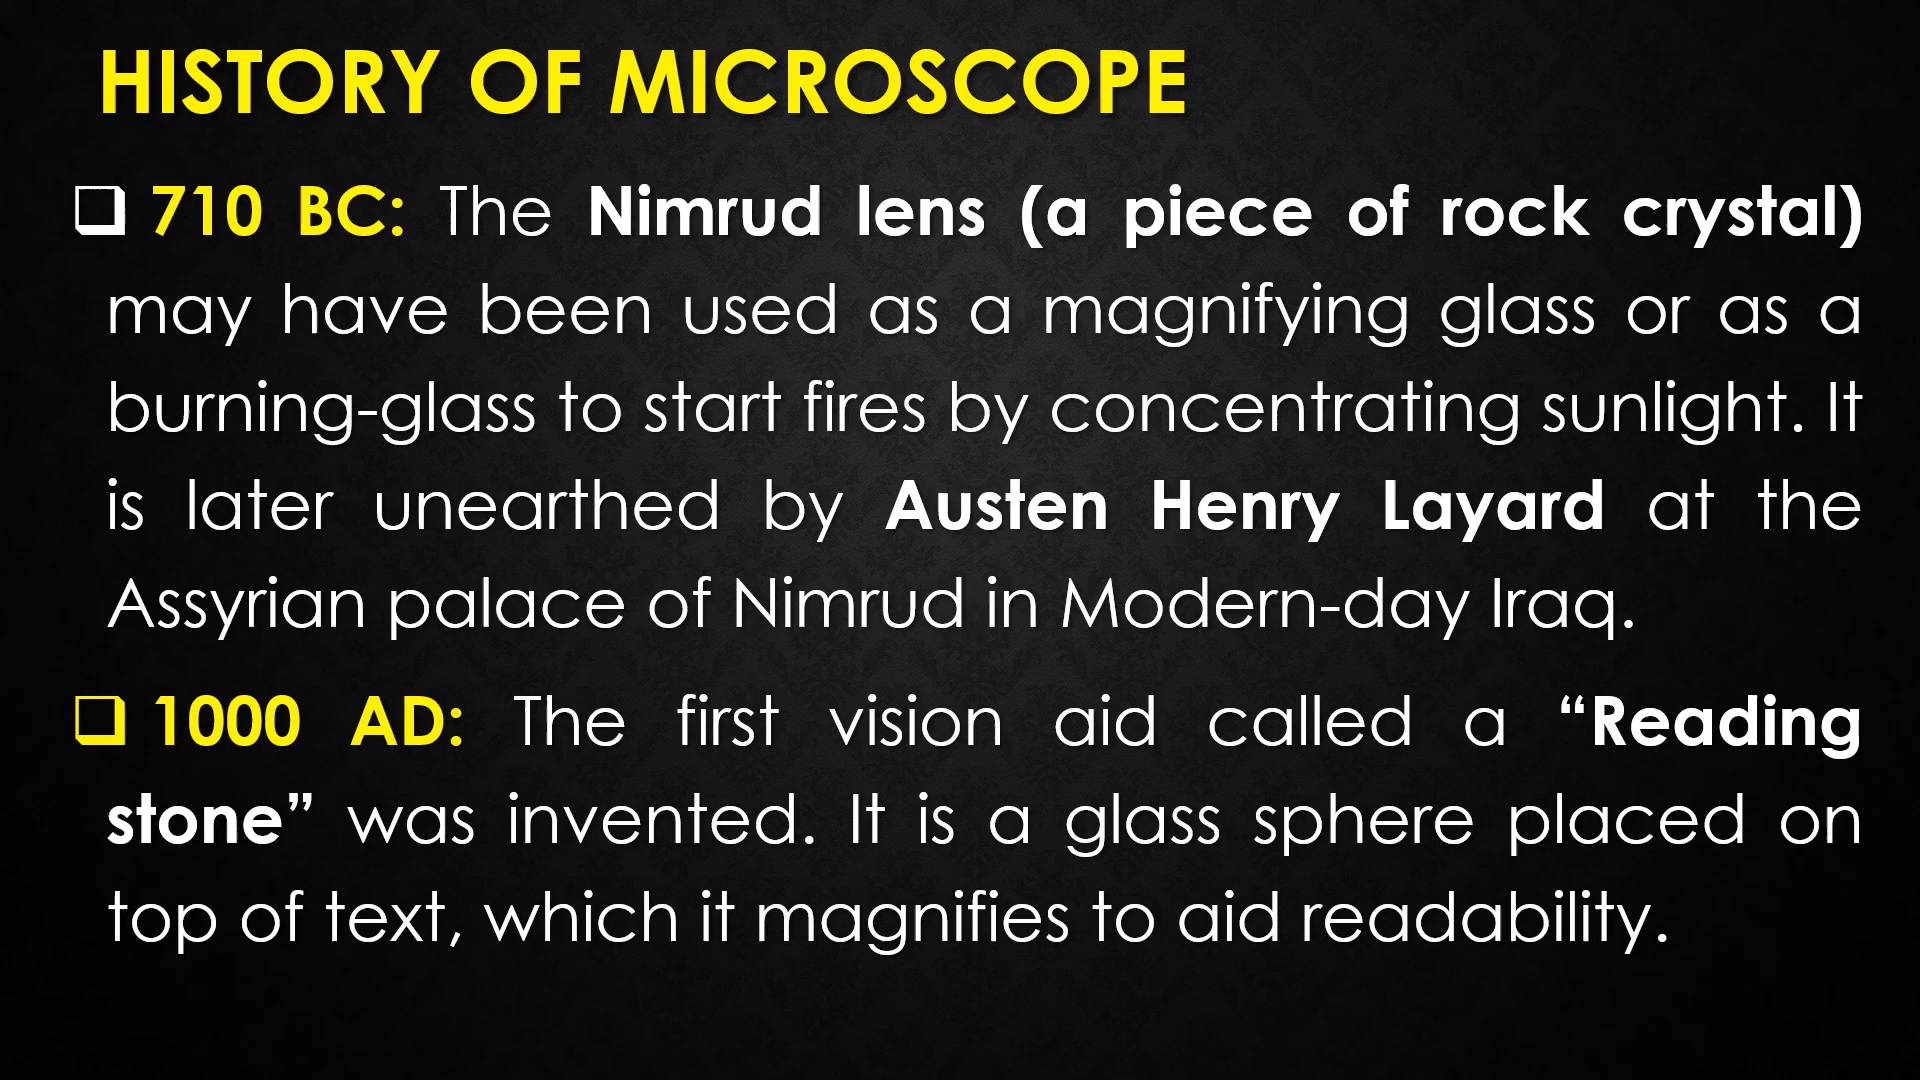 HISTORY OF MICROSCOPE
❑ 710 BC: The Nimrud lens (a piece of rock crystal)
may have been used as a magnifying glass or as a
burning-glass to start fires by concentrating sunlight. It
is later unearthed by Austen Henry Layard at the
Assyrian palace of Nimrud in Modern-day Iraq.
❑ 1000 AD: The first vision aid called a “Reading
stone” was invented. It is a glass sphere placed on
top of text, which it magnifies to aid readability.